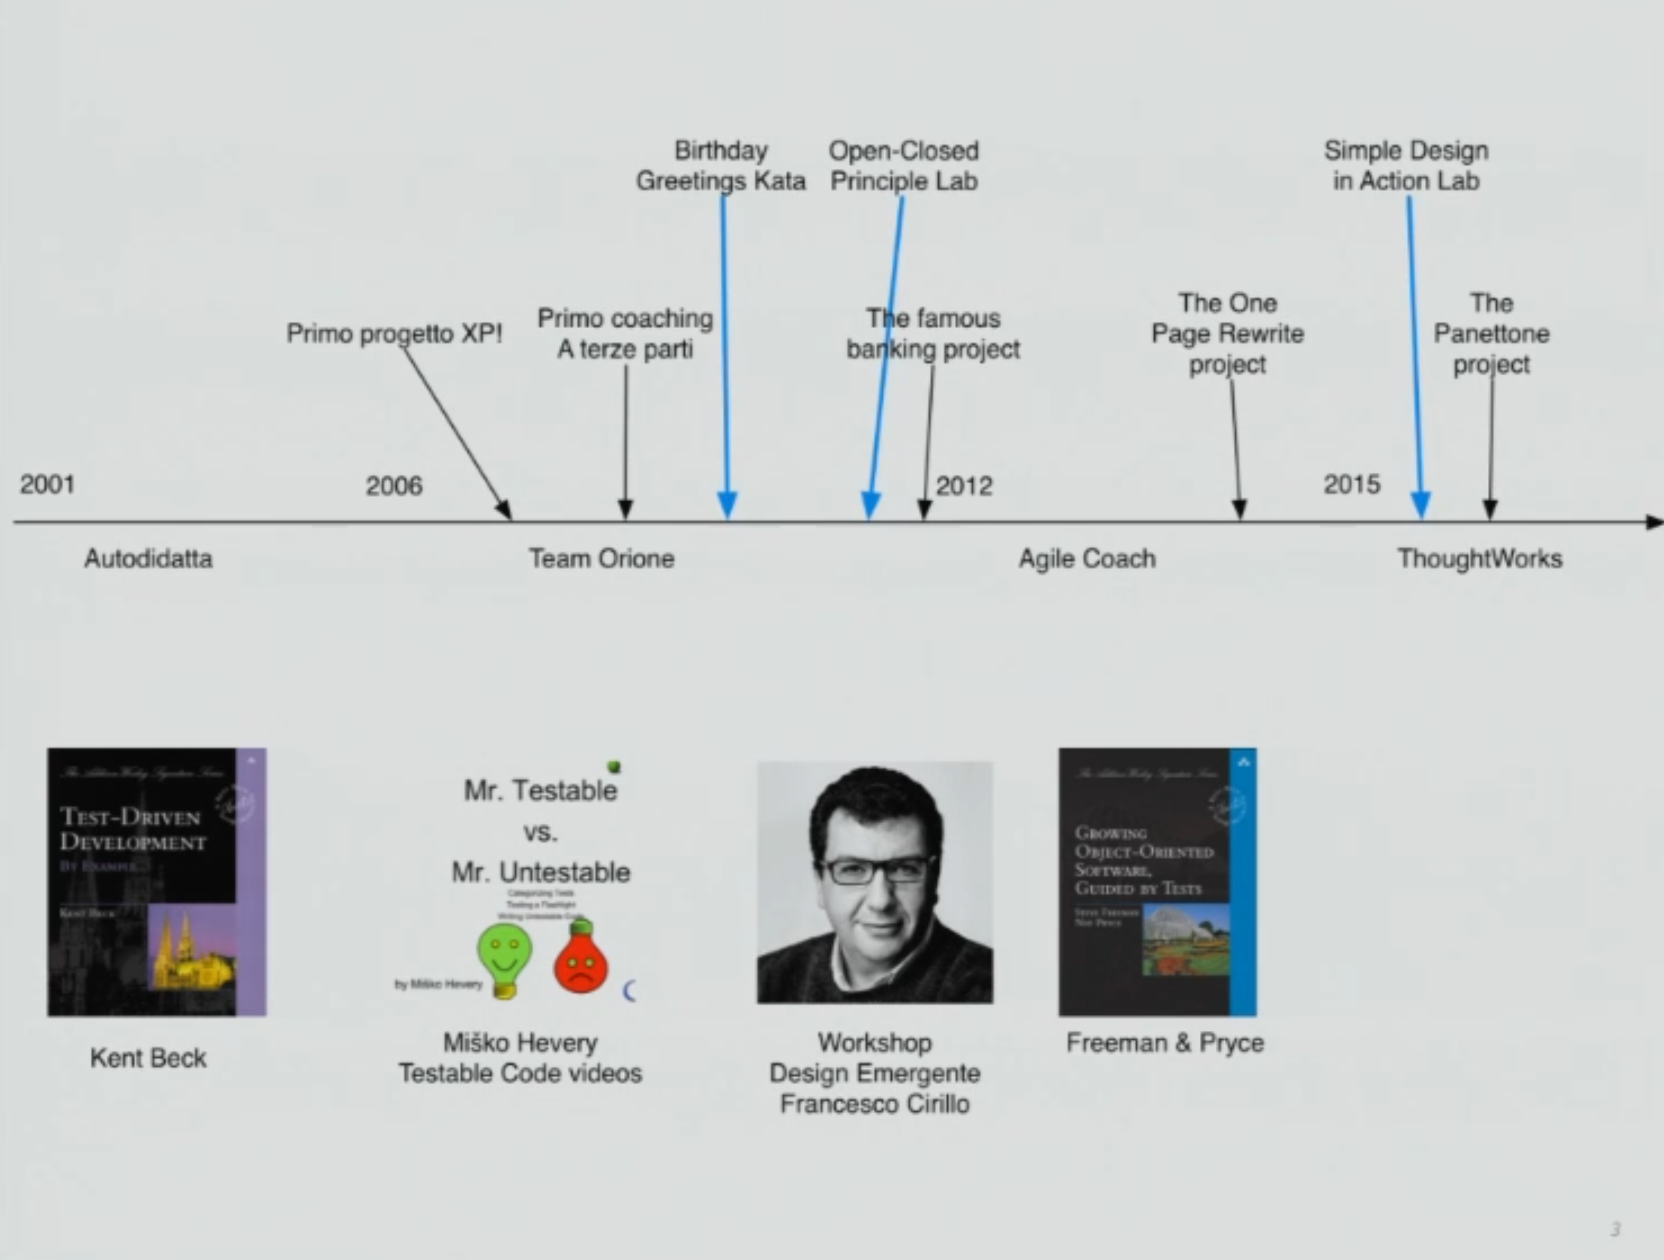 Birthday
Greetings Kata
Open-Closed
Principle Lab
Simple Design
in Action Lab
Primo progetto XP!
Primo coaching
A terze parti
The famous
banking project
The One
Page Rewrite
project
The
Panettone
project
2001
2006
2012
2015
Autodidatta
Team Orione
Agile Coach
ThoughtWorks
The Addison Wesley Signature Series
TEST-DRIVEN
DEVELOPMENT
BY EXAMPLE
KENT BECK
Kent Beck
Mr. Testable
vs.
Mr. Untestable
Categorizing Tests
Testing a Flashlight
Writing Untestable Code
by Miško Hevery
Miško Hevery
Testable Code videos
Workshop
Design Emergente
Francesco Cirillo
The Addison Wesley Signature Series
GROWING
OBJECT-ORIENTED
SOFTWARE,
GUIDED BY TESTS
STEVE FREEMAN
NAT PRYCE
Freeman & Pryce
3